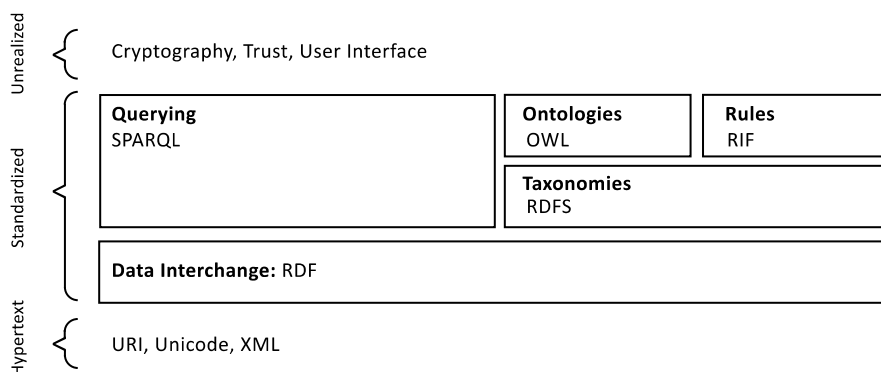 Unrealized
Cryptography, Trust, User Interface
Standardized
Querying
SPARQL
Ontologies
OWL
Rules
RIF
Taxonomies
RDFS
Data Interchange: RDF
Hypertext
URI, Unicode, XML